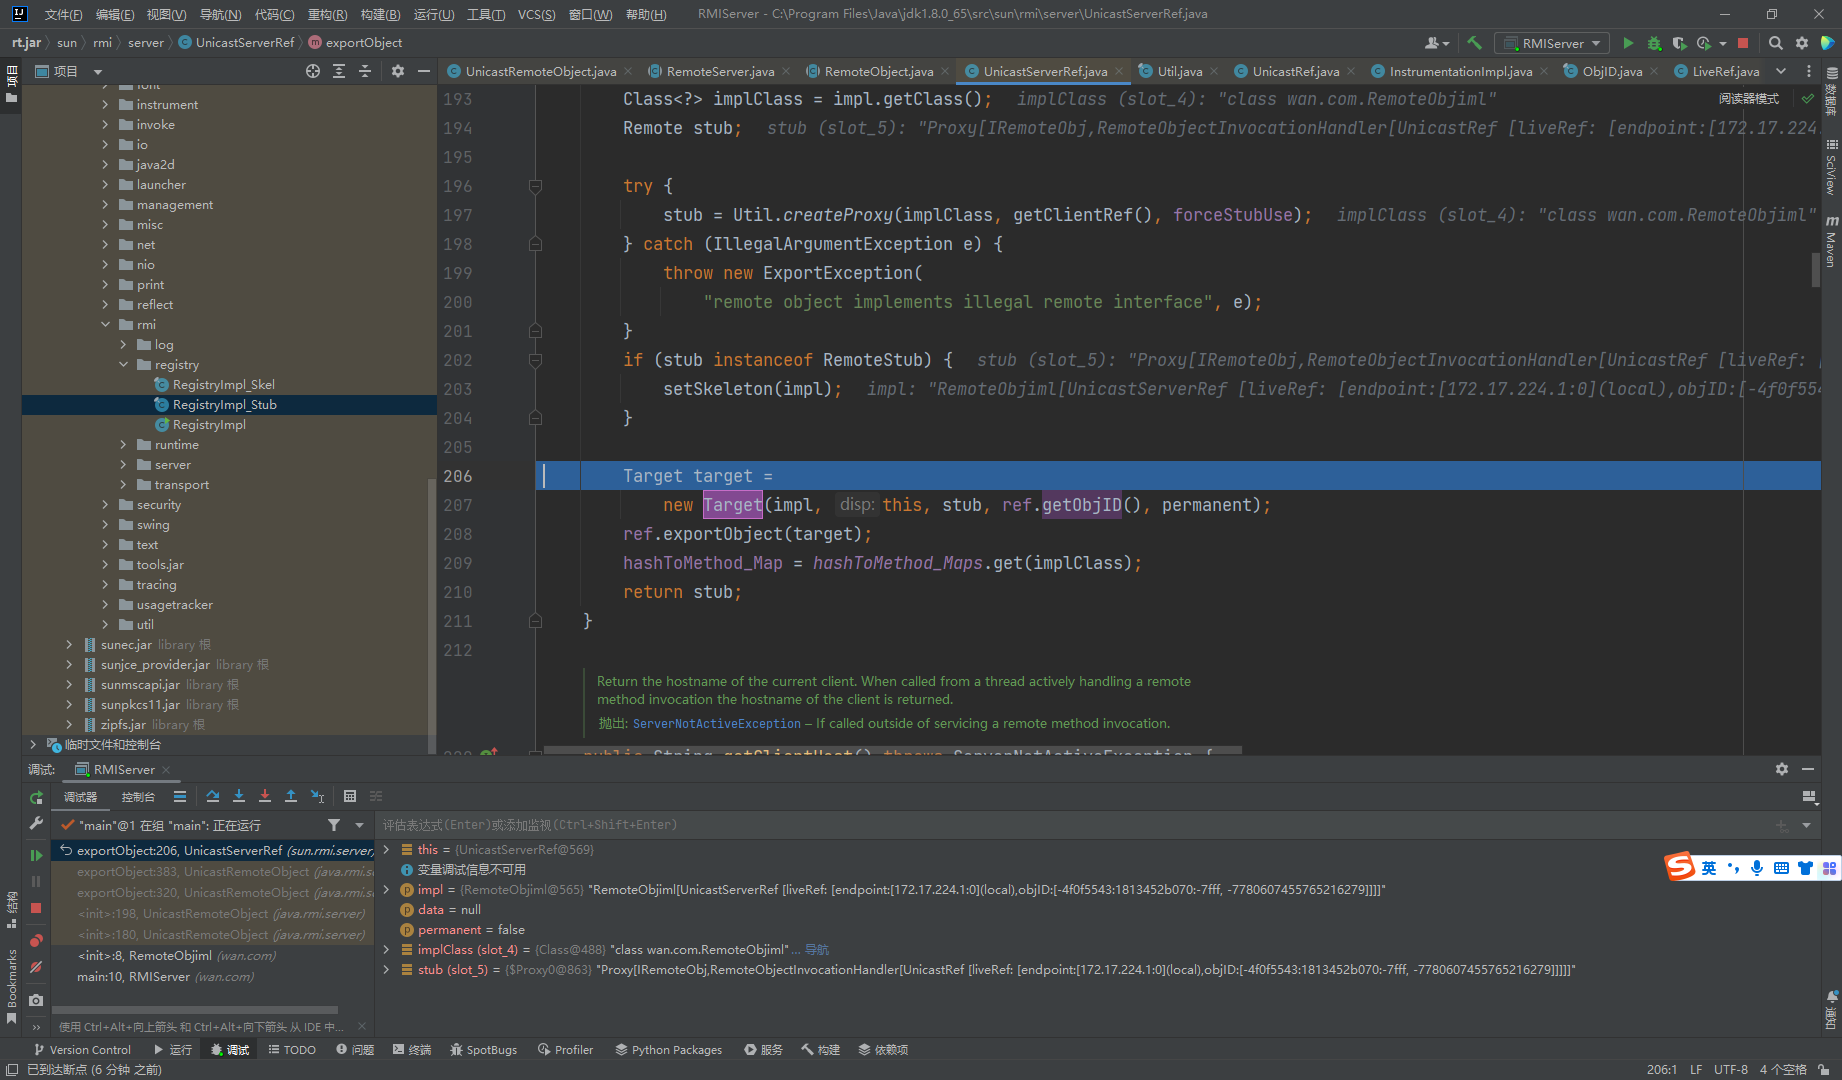 文件(F) 编辑(E) 视图(V) 导航(N) 代码(C) 重构(R) 构建(B) 运行(U) 工具(T) VCS(S) 窗口(W) 帮助(H) RMIServer - C:\Program Files\Java\jdk1.8.0_65\src\sun\rmi\server\UnicastServerRef.java
rt.jar sun rmi server UnicastServerRef exportObject RMIServer
项目
项目
UnicastRemoteObject.java RemoteServer.java RemoteObject.java UnicastServerRef.java Util.java UnicastRef.java InstrumentationImpl.java ObjID.java LiveRef.java
数据库
SciView
Maven
通知
font
instrument
invoke
io
java2d
launcher
management
misc
net
nio
print
reflect
rmi
log
registry
RegistryImpl_Skel
RegistryImpl_Stub
RegistryImpl
runtime
server
transport
security
swing
text
tools.jar
tracing
usagetracker
util
sunec.jar library 根
sunjce_provider.jar library 根
sunmscapi.jar library 根
sunpkcs11.jar library 根
zipfs.jar library 根
临时文件和控制台
阅读器模式
193 Class<?> implClass = impl.getClass(); implClass (slot_4): "class wan.com.RemoteObjiml"
194 Remote stub; stub (slot_5): "Proxy[IRemoteObj,RemoteObjectInvocationHandler[UnicastRef [liveRef: [endpoint:[172.17.224.
195
196 try {
197 stub = Util.createProxy(implClass, getClientRef(), forceStubUse); implClass (slot_4): "class wan.com.RemoteObjiml"
198 } catch (IllegalArgumentException e) {
199 throw new ExportException(
200 "remote object implements illegal remote interface", e);
201 }
202 if (stub instanceof RemoteStub) { stub (slot_5): "Proxy[IRemoteObj,RemoteObjectInvocationHandler[UnicastRef [liveRef: [
203 setSkeleton(impl); impl: "RemoteObjiml[UnicastServerRef [liveRef: [endpoint:[172.17.224.1:0](local),objID:[-4f0f554
204 }
205
206 Target target =
207 new Target(impl, disp: this, stub, ref.getObjID(), permanent);
208 ref.exportObject(target);
209 hashToMethod_Map = hashToMethod_Maps.get(implClass);
210 return stub;
211 }
212
Return the hostname of the current client. When called from a thread actively handling a remote
method invocation the hostname of the client is returned.
抛出: ServerNotActiveException – If called outside of servicing a remote method invocation.
public String getClientHost() throws ServerNotActiveException {
调试: RMIServer
调试器 控制台
"main"@1 在组 "main": 正在运行
评估表达式(Enter)或添加监视(Ctrl+Shift+Enter)
exportObject:206, UnicastServerRef (sun.rmi.server)
exportObject:383, UnicastRemoteObject (java.rmi.s
exportObject:320, UnicastRemoteObject (java.rmi.s
<init>:198, UnicastRemoteObject (java.rmi.server)
<init>:180, UnicastRemoteObject (java.rmi.server)
<init>:8, RemoteObjiml (wan.com)
main:10, RMIServer (wan.com)
使用 Ctrl+Alt+向上箭头 和 Ctrl+Alt+向下箭头 从 IDE 中...
this = {UnicastServerRef@569}
变量调试信息不可用
impl = {RemoteObjiml@565} "RemoteObjiml[UnicastServerRef [liveRef: [endpoint:[172.17.224.1:0](local),objID:[-4f0f5543:1813452b070:-7fff, -7780607455765216279]]]]"
data = null
permanent = false
implClass (slot_4) = {Class@488} "class wan.com.RemoteObjiml"... 导航
stub (slot_5) = {$Proxy0@863} "Proxy[IRemoteObj,RemoteObjectInvocationHandler[UnicastRef [liveRef: [endpoint:[172.17.224.1:0](local),objID:[-4f0f5543:1813452b070:-7fff, -7780607455765216279]]]]]"
英
结构
Bookmarks
Version Control 运行 调试 TODO 问题 终端 SpotBugs Profiler Python Packages 服务 构建 依赖项
已到达断点 (6 分钟 之前) 206:1 LF UTF-8 4 个空格